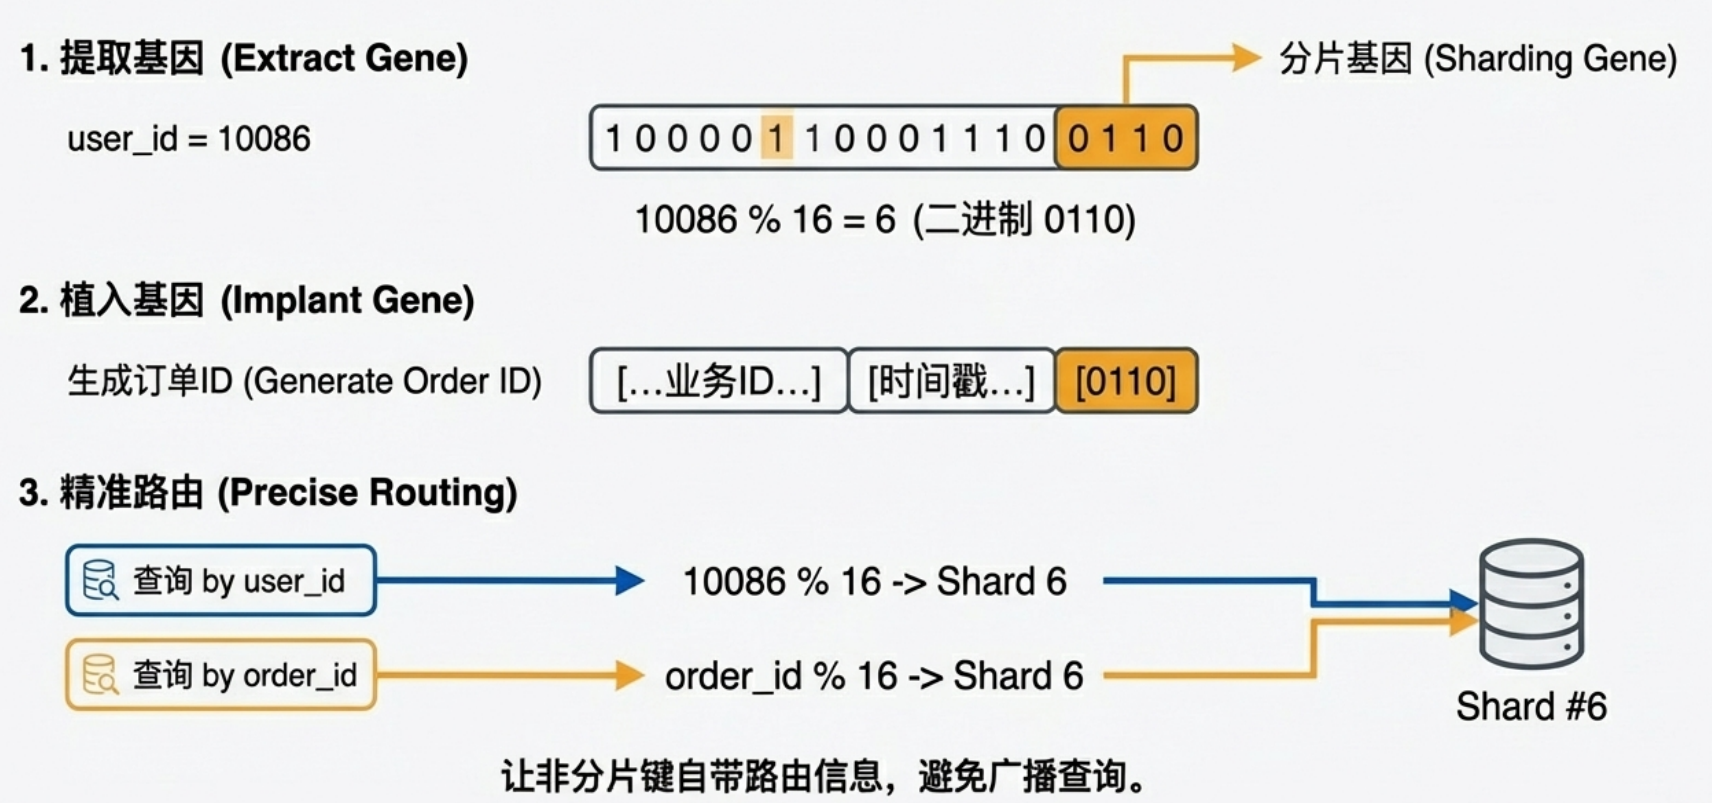 1. 提取基因 (Extract Gene)
分片基因 (Sharding Gene)
user_id = 10086
1 0 0 0 0 1 1 0 0 0 1 1 1 0 0 1 1 0
10086 % 16 = 6 (二进制 0110)
2. 植入基因 (Implant Gene)
生成订单ID (Generate Order ID)
[...业务ID...] [时间戳...] [0110]
3. 精准路由 (Precise Routing)
查询 by user_id
10086 % 16 -> Shard 6
查询 by order_id
order_id % 16 -> Shard 6
Shard #6
让非分片键自带路由信息，避免广播查询。